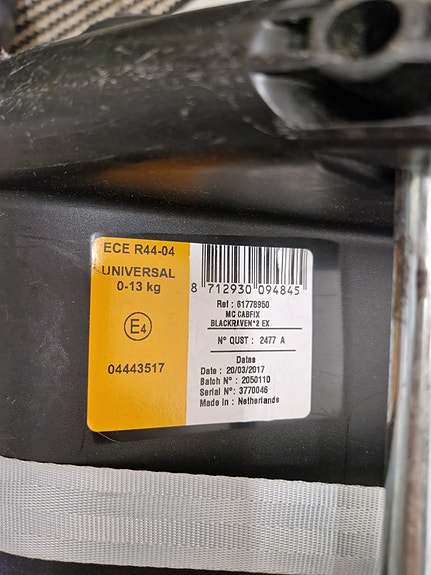 ECE R44-04
UNIVERSAL
0-13 kg
E4
04443517
8 712930 094845
Ref : 61778950
MC CABFIX
BLACKRAVEN*2 EX
N° QUST : 2477 A
Datas
Date : 20/03/2017
Batch N° : 2050110
Serial N°: 3770046
Made in : Netherlands